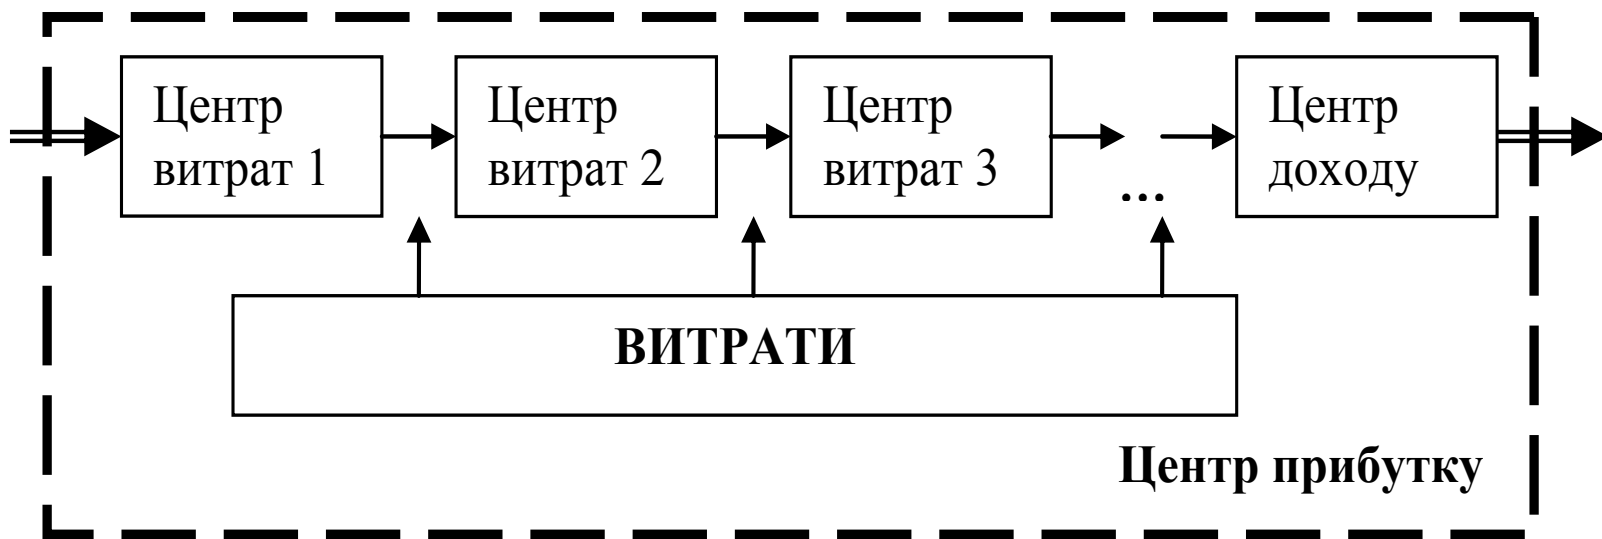 Центр
витрат 1
Центр
витрат 2
Центр
витрат 3
...
Центр
доходу
ВИТРАТИ
Центр прибутку